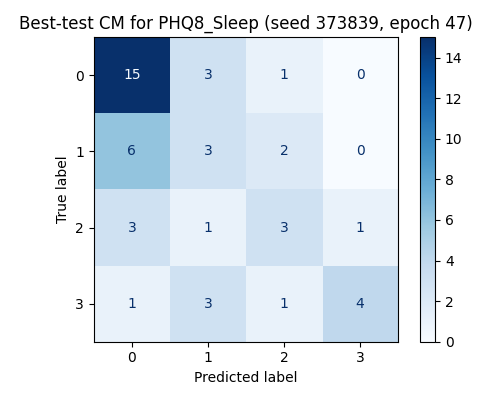 Best-test CM for PHQ8_Sleep (seed 373839, epoch 47)
0 15 3 1 0
1 6 3 2 0
2 3 1 3 1
3 1 3 1 4
0 1 2 3
Predicted label
True label
14
12
10
8
6
4
2
0